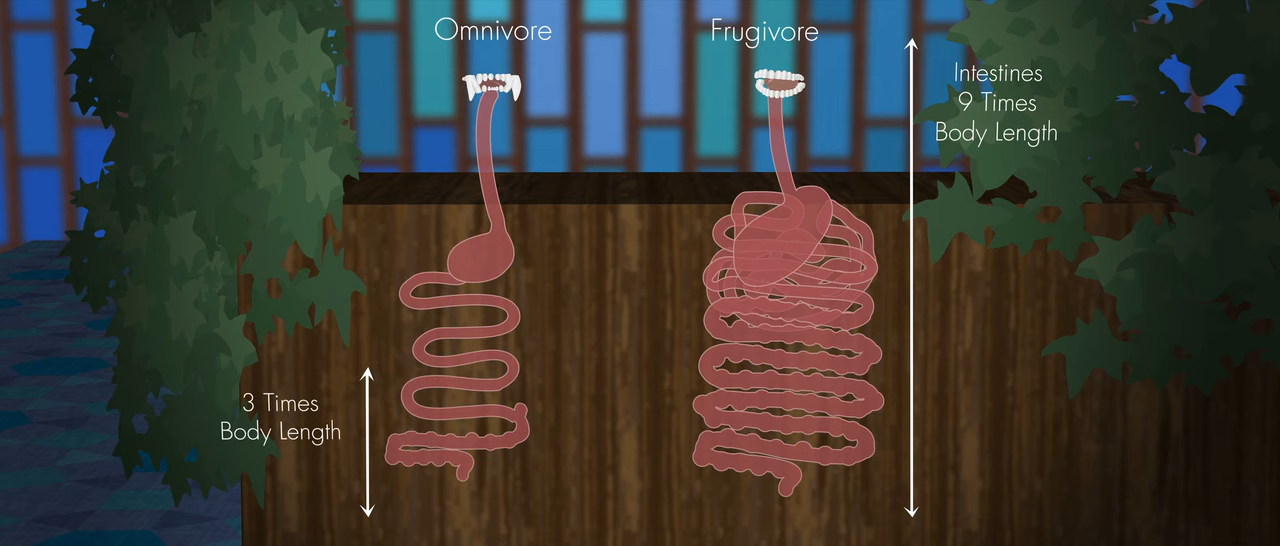 Omnivore
Frugivore
Intestines
9 Times
Body Length
3 Times
Body Length